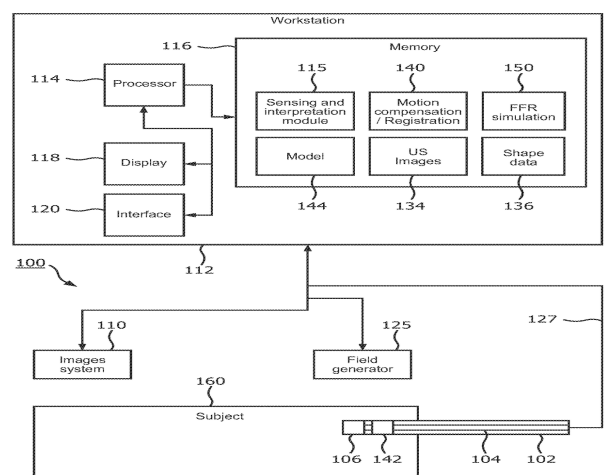 Workstation
116
Memory
114
Processor
115
140
150
Sensing and
interpretation
module
Motion
compensation
/ Registration
FFR
simulation
118
Display
Model
US
Images
Shape
data
120
Interface
144
134
136
112
100
127
110
125
Images
system
Field
generator
160
Subject
106
142
104
102